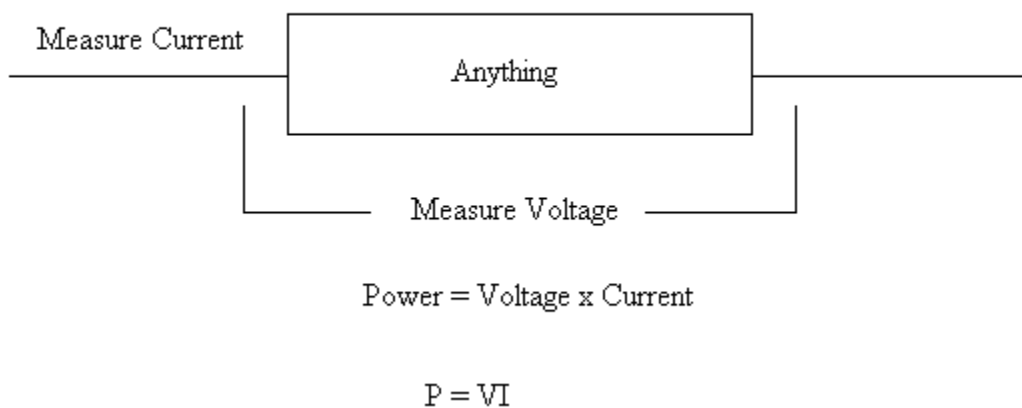 Measure Current
Anything
Measure Voltage
Power = Voltage x Current
P = VI